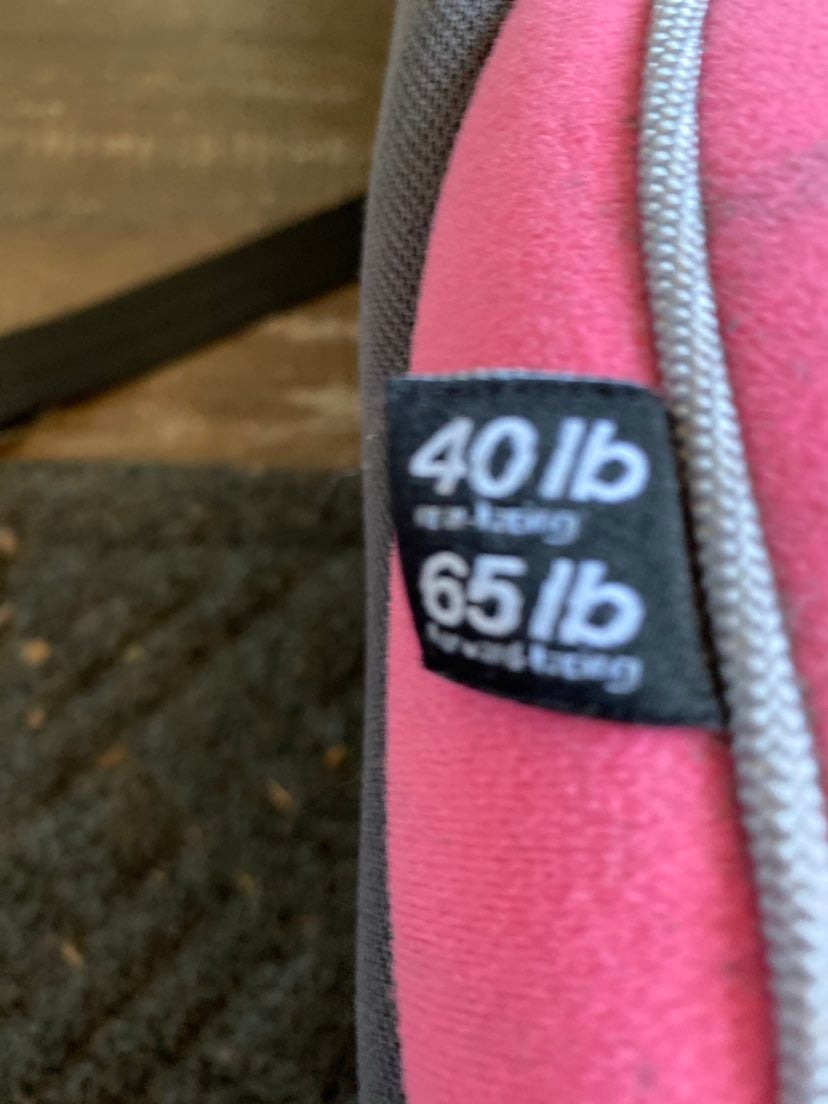 40 lb
rear-facing
65 lb
forward-facing